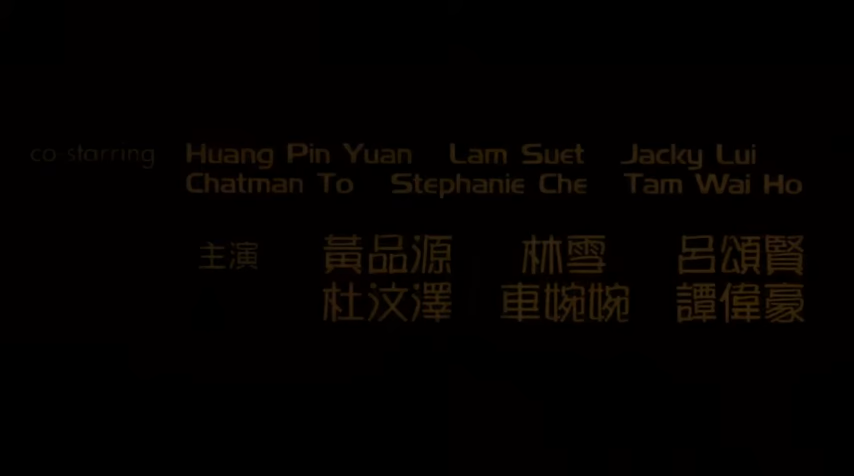 co-starring Huang Pin Yuan Lam Suet Jacky Lui
Chatman To Stephanie Che Tam Wai Ho
主演 黃品源 林雪 呂頌賢
杜汶澤 車婉婉 譚偉豪